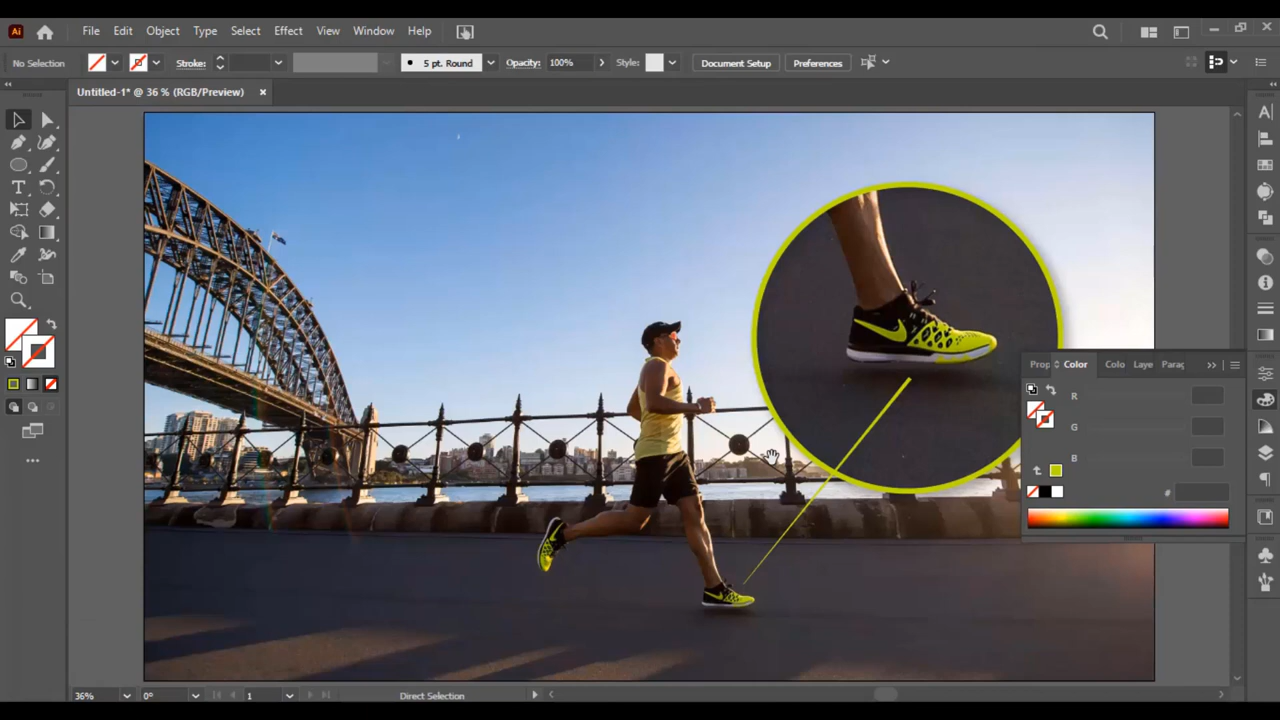 Ai File Edit Object Type Select Effect View Window Help
No Selection Stroke: 5 pt. Round Opacity: 100% Style: Document Setup Preferences
Untitled-1* @ 36 % (RGB/Preview) ×
Prop Color Colo Laye Parag
R
G
B
#
36% 0° 1 Direct Selection